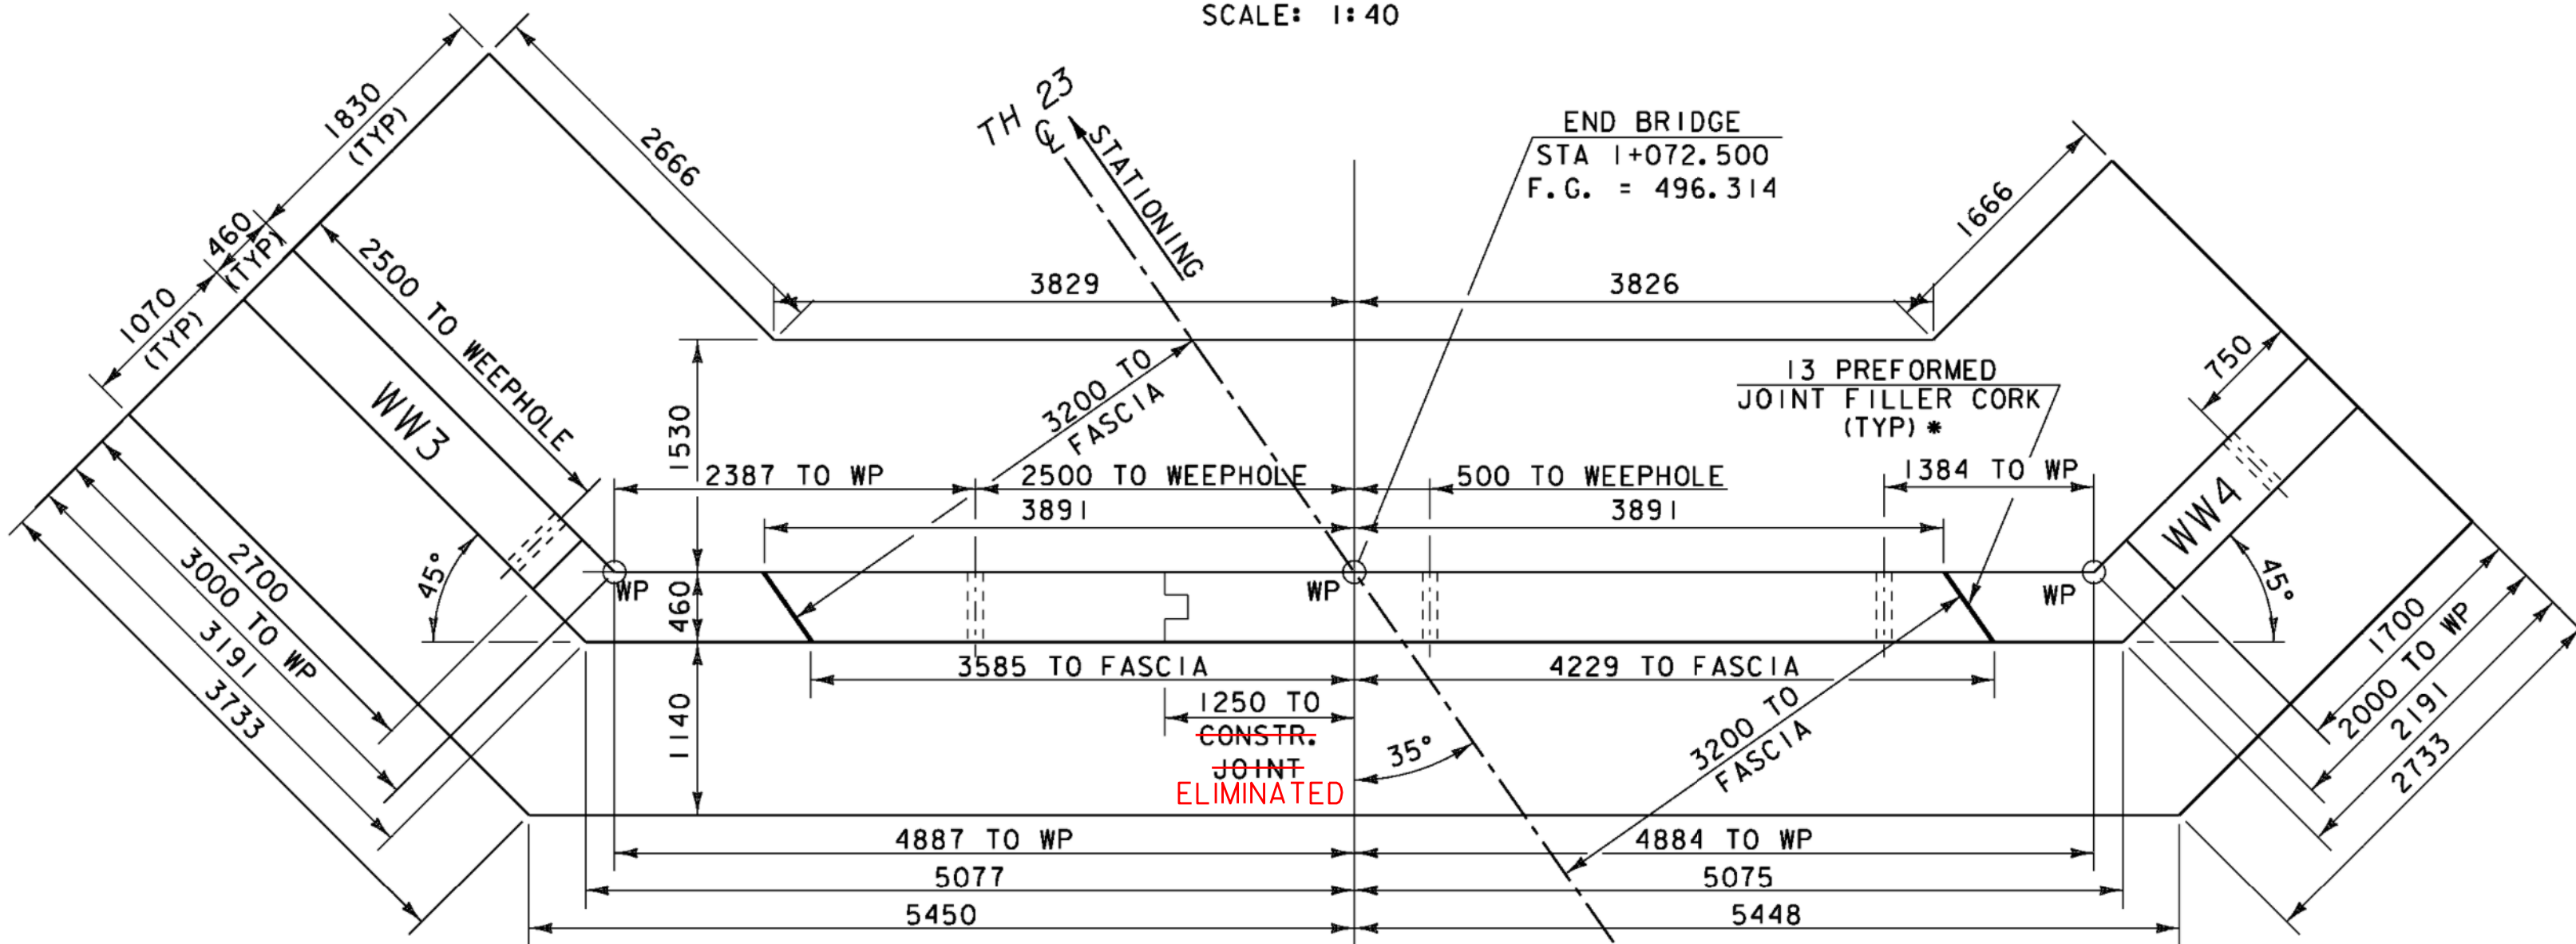 SCALE: 1:40
1830
(TYP)
2666
TH 23
℄
STATIONING
END BRIDGE
STA 1+072.500
F.G. = 496.314
1666
460
(TYP)
2500 TO WEEPHOLE
3829
3826
1070
(TYP)
750
WW3
3200 TO
FASCIA
13 PREFORMED
JOINT FILLER CORK
(TYP) *
1530
2387 TO WP
2500 TO WEEPHOLE
500 TO WEEPHOLE
1384 TO WP
3891
3891
WW4
45°
WP
460
WP
WP
45°
2700
3000 TO WP
3191
3733
3585 TO FASCIA
4229 TO FASCIA
1700
2000 TO WP
2191
2733
1140
1250 TO
CONSTR.
JOINT
ELIMINATED
35°
3200 TO
FASCIA
4887 TO WP
4884 TO WP
5077
5075
5450
5448